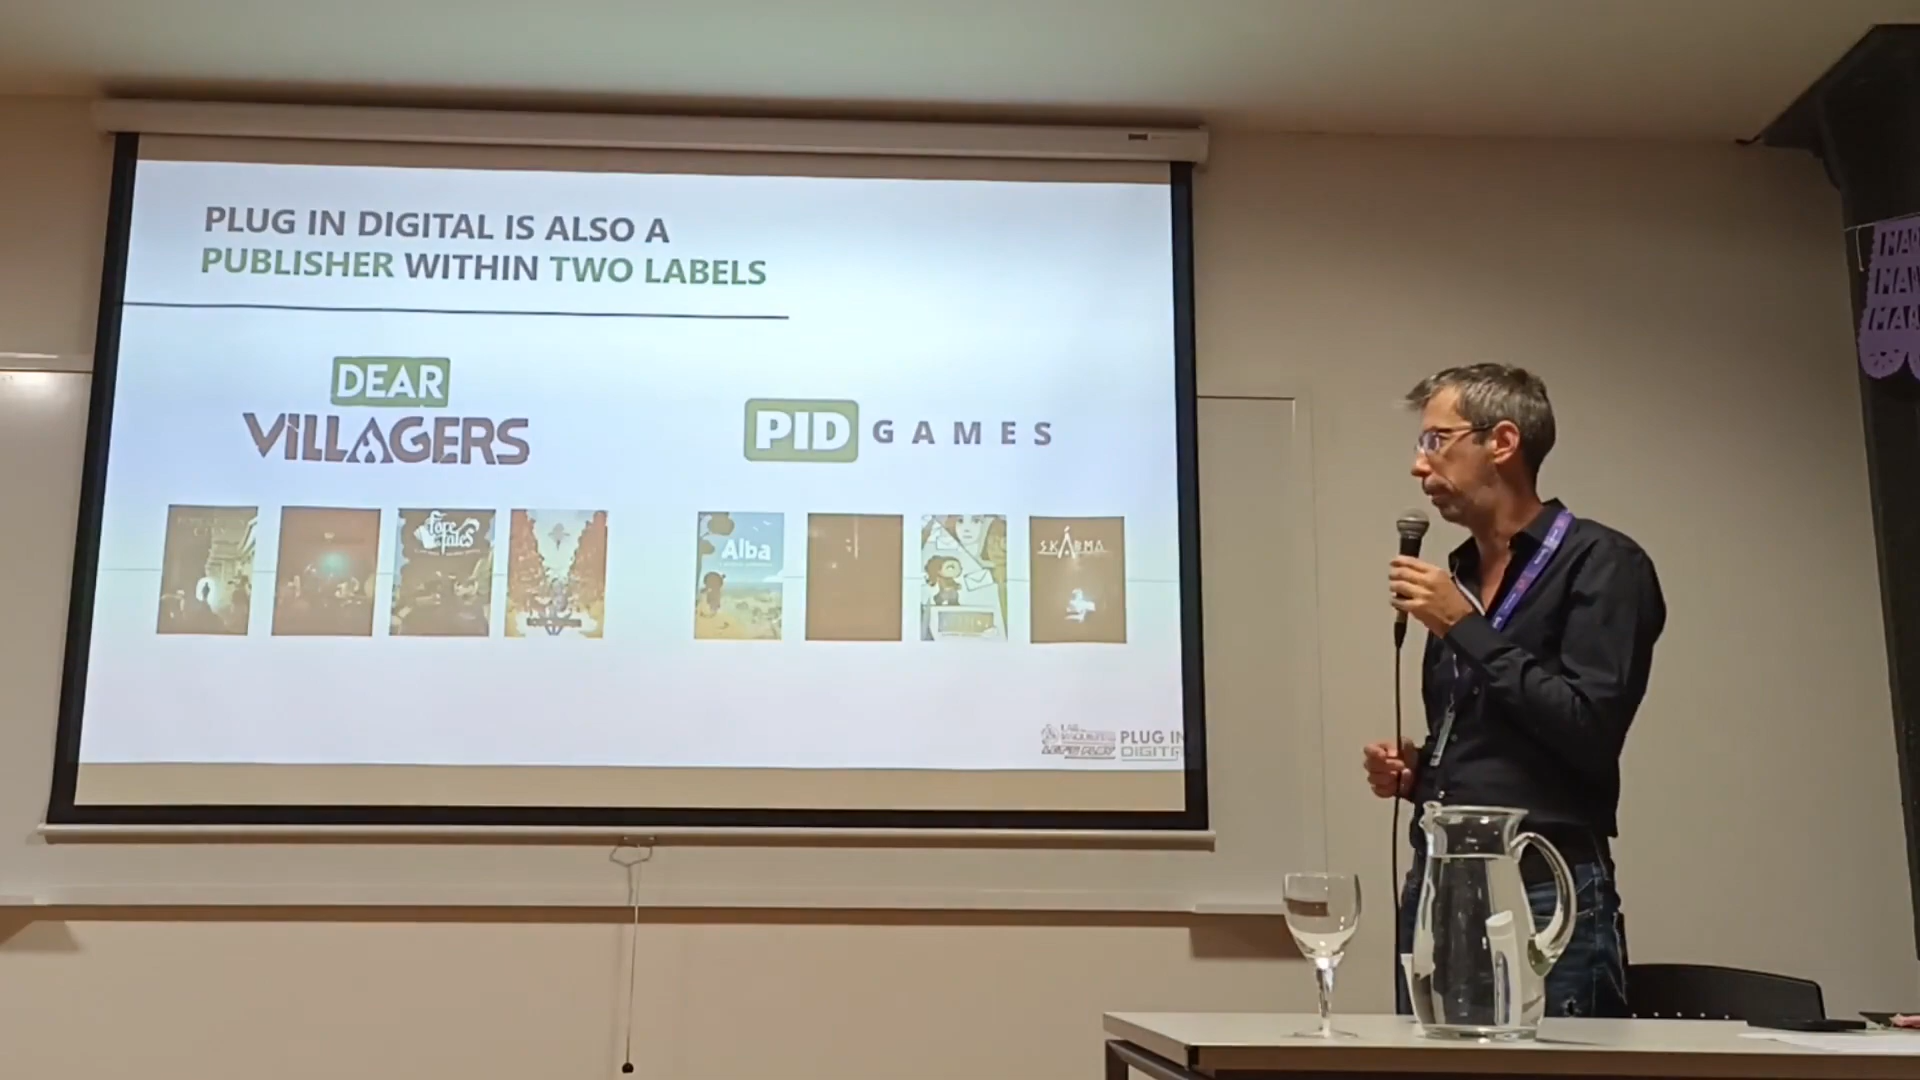 PLUG IN DIGITAL IS ALSO A
PUBLISHER WITHIN TWO LABELS
DEAR
VILLAGERS
PID GAMES
Fore
tales
Alba
SKÁBMA
PLUG IN
DIGITA